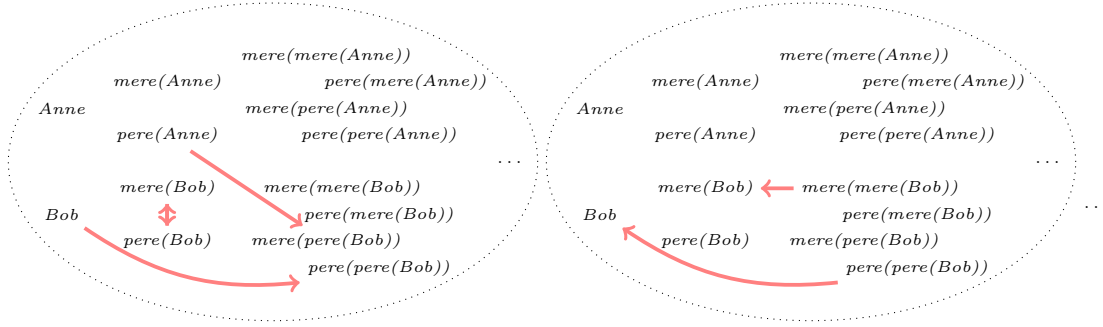 mere(mere(Anne))
mere(Anne)
pere(mere(Anne))
Anne
mere(pere(Anne))
pere(Anne)
pere(pere(Anne))
...
mere(Bob)
mere(mere(Bob))
Bob
pere(mere(Bob))
pere(Bob)
mere(pere(Bob))
pere(pere(Bob))
mere(mere(Anne))
mere(Anne)
pere(mere(Anne))
Anne
mere(pere(Anne))
pere(Anne)
pere(pere(Anne))
...
mere(Bob)
mere(mere(Bob))
Bob
pere(mere(Bob))
pere(Bob)
mere(pere(Bob))
pere(pere(Bob))
..